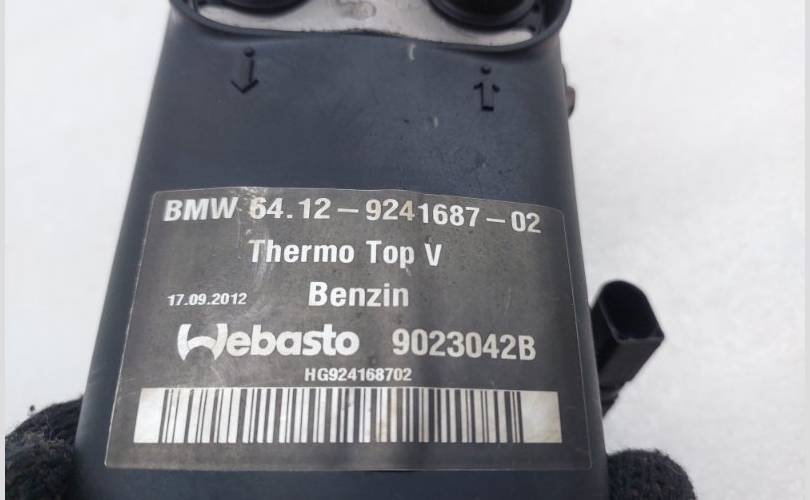 BMW 64.12-9241687-02
Thermo Top V
17.09.2012 Benzin
Webasto 9023042B
HG924168702